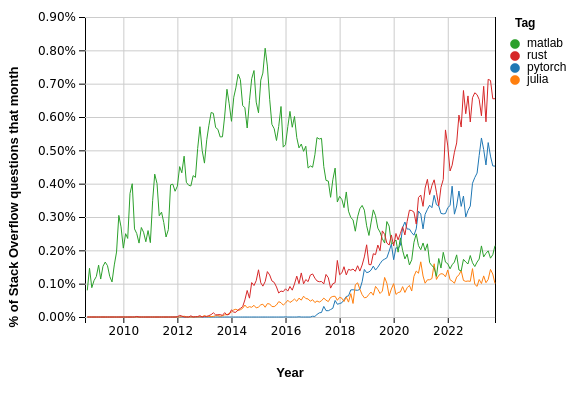 0.90%
0.80%
0.70%
0.60%
0.50%
0.40%
0.30%
0.20%
0.10%
0.00%
% of Stack Overflow questions that month
2010 2012 2014 2016 2018 2020 2022
Year
Tag
matlab
rust
pytorch
julia